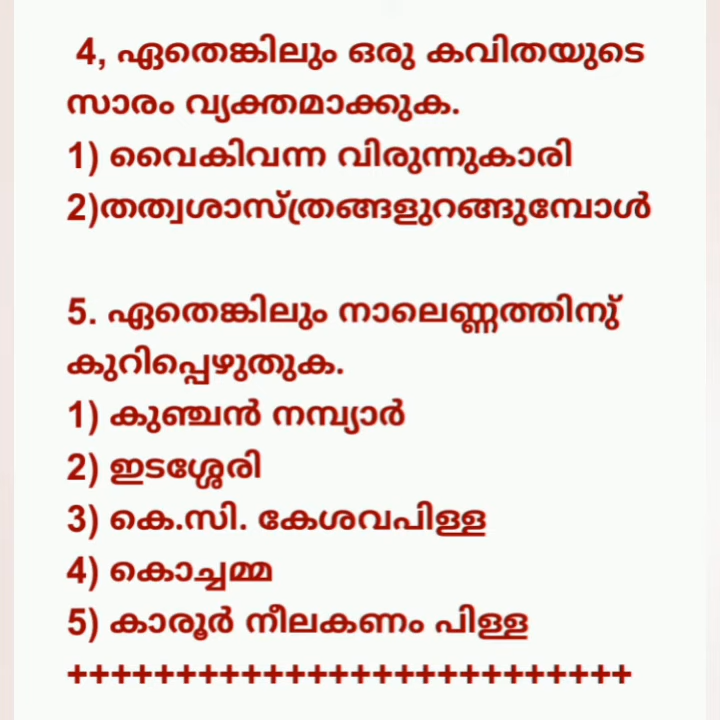 4, ഏതെങ്കിലും ഒരു കവിതയുടെ
സാരം വ്യക്തമാക്കുക.
1) വൈകിവന്ന വിരുന്നുകാരി
2)തത്വശാസ്ത്രങ്ങളുറങ്ങുമ്പോൾ
5. ഏതെങ്കിലും നാലെണ്ണത്തിനു്
കുറിപ്പെഴുതുക.
1) കുഞ്ചൻ നമ്പ്യാർ
2) ഇടശ്ശേരി
3) കെ.സി. കേശവപിള്ള
4) കൊച്ചമ്മ
5) കാരൂർ നീലകണം പിള്ള
++++++++++++++++++++++++++